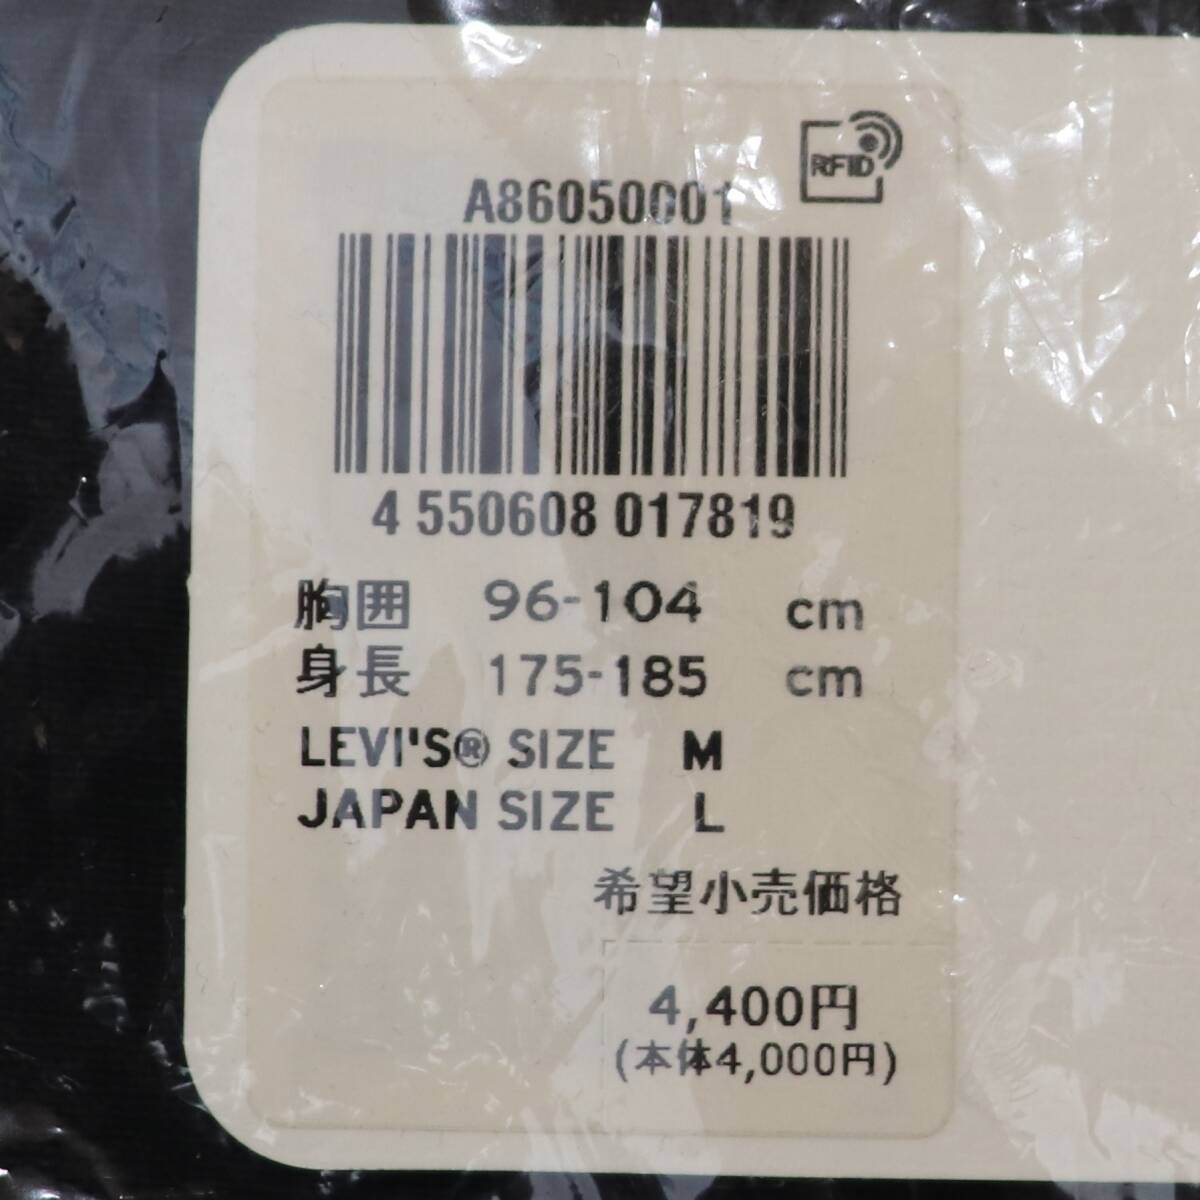 RFID
A86050001
4 550608 017819
胸囲 96-104 cm
身長 175-185 cm
LEVI'S® SIZE M
JAPAN SIZE L
希望小売価格
4,400円
(本体4,000円)